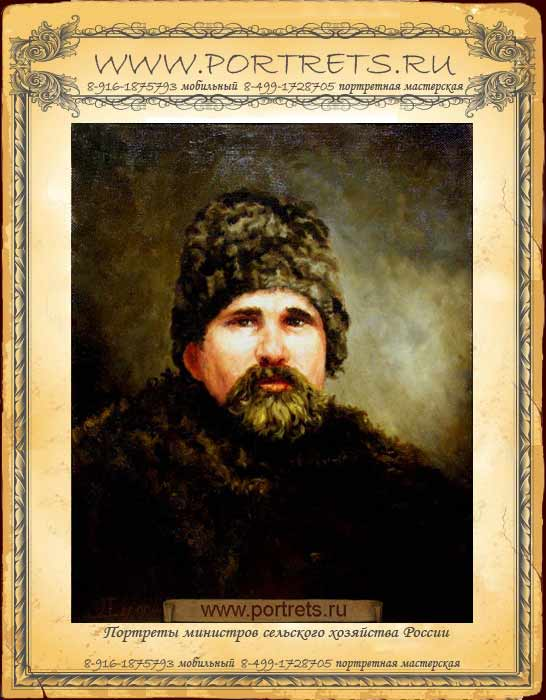 WWW.PORTRETS.RU
8-916-1875793 мобильный 8-499-1728705 портретная мастерская
www.portrets.ru
Портреты министров сельского хозяйства России
8-916-1875793 мобильный 8-499-1728705 портретная мастерская